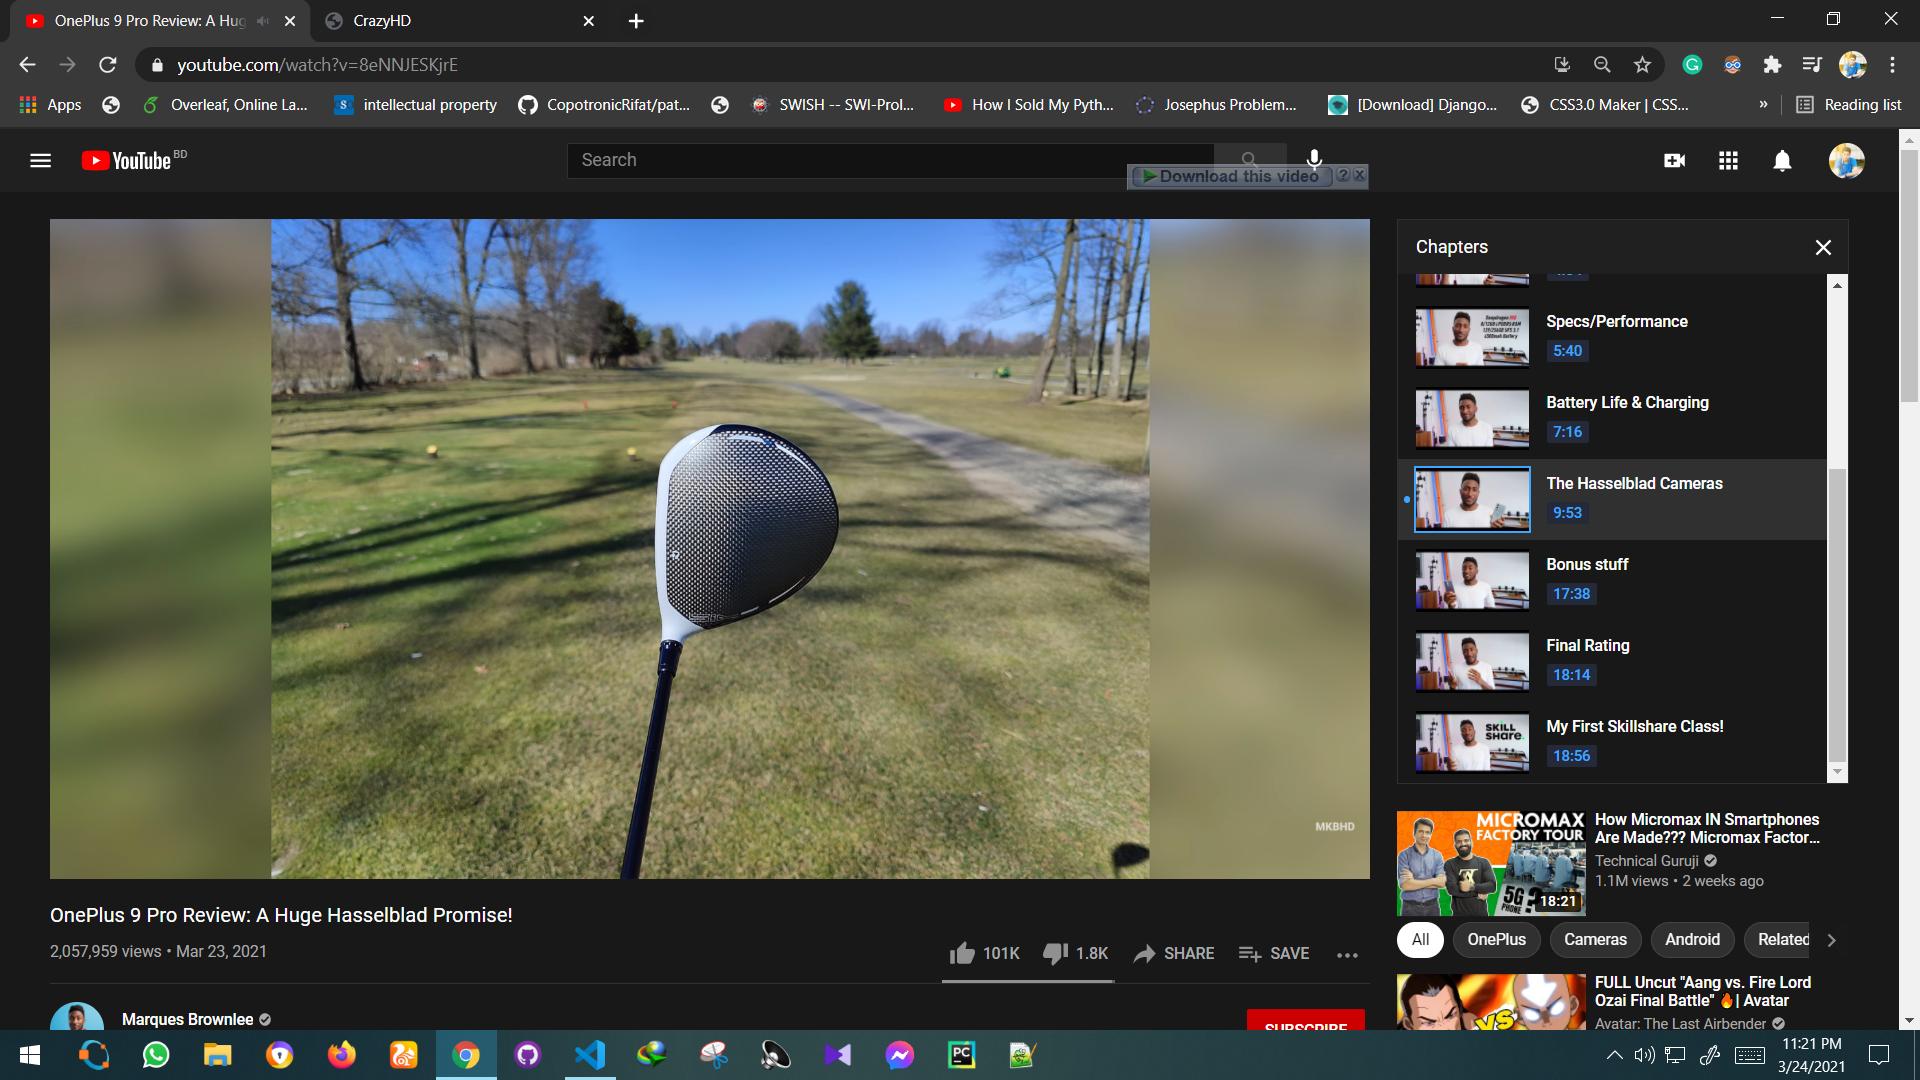 OnePlus 9 Pro Review: A Hug
CrazyHD
youtube.com/watch?v=8eNNJESKjrE
Apps
Overleaf, Online La...
intellectual property
CopotronicRifat/pat...
SWISH -- SWI-Prol...
How I Sold My Pyth...
Josephus Problem...
[Download] Django...
CSS3.0 Maker | CSS...
»
Reading list
YouTube BD
Search
Download this video
Chapters
Specs/Performance
5:40
Battery Life & Charging
7:16
The Hasselblad Cameras
9:53
Bonus stuff
17:38
Final Rating
18:14
SKILL
SHARE.
My First Skillshare Class!
18:56
MKBHD
MICROMAX
FACTORY TOUR
5G ?
PHONE
18:21
How Micromax IN Smartphones
Are Made??? Micromax Factor...
Technical Guruji
1.1M views • 2 weeks ago
All
OnePlus
Cameras
Android
Related
OnePlus 9 Pro Review: A Huge Hasselblad Promise!
2,057,959 views • Mar 23, 2021
101K
1.8K
SHARE
SAVE
VS
FULL Uncut "Aang vs. Fire Lord
Ozai Final Battle" 🔥| Avatar
Avatar: The Last Airbender
Marques Brownlee
SUBSCRIBE
PC
11:21 PM
3/24/2021